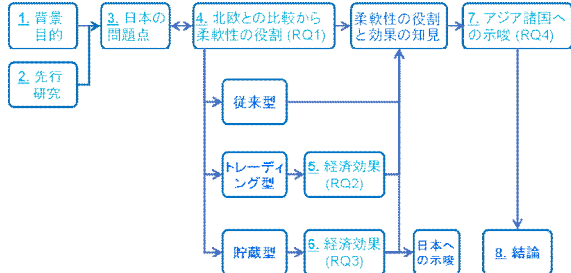 1. 背景
目的
2. 先行
研究
3. 日本の
問題点
4. 北欧との比較から
柔軟性の役割 (RQ1)
柔軟性の役割
と効果の知見
7. アジア諸国へ
の示唆 (RQ4)
従来型
トレーディ
ング型
5. 経済効果
(RQ2)
貯蔵型
6. 経済効果
(RQ3)
日本へ
の示唆
8. 結論